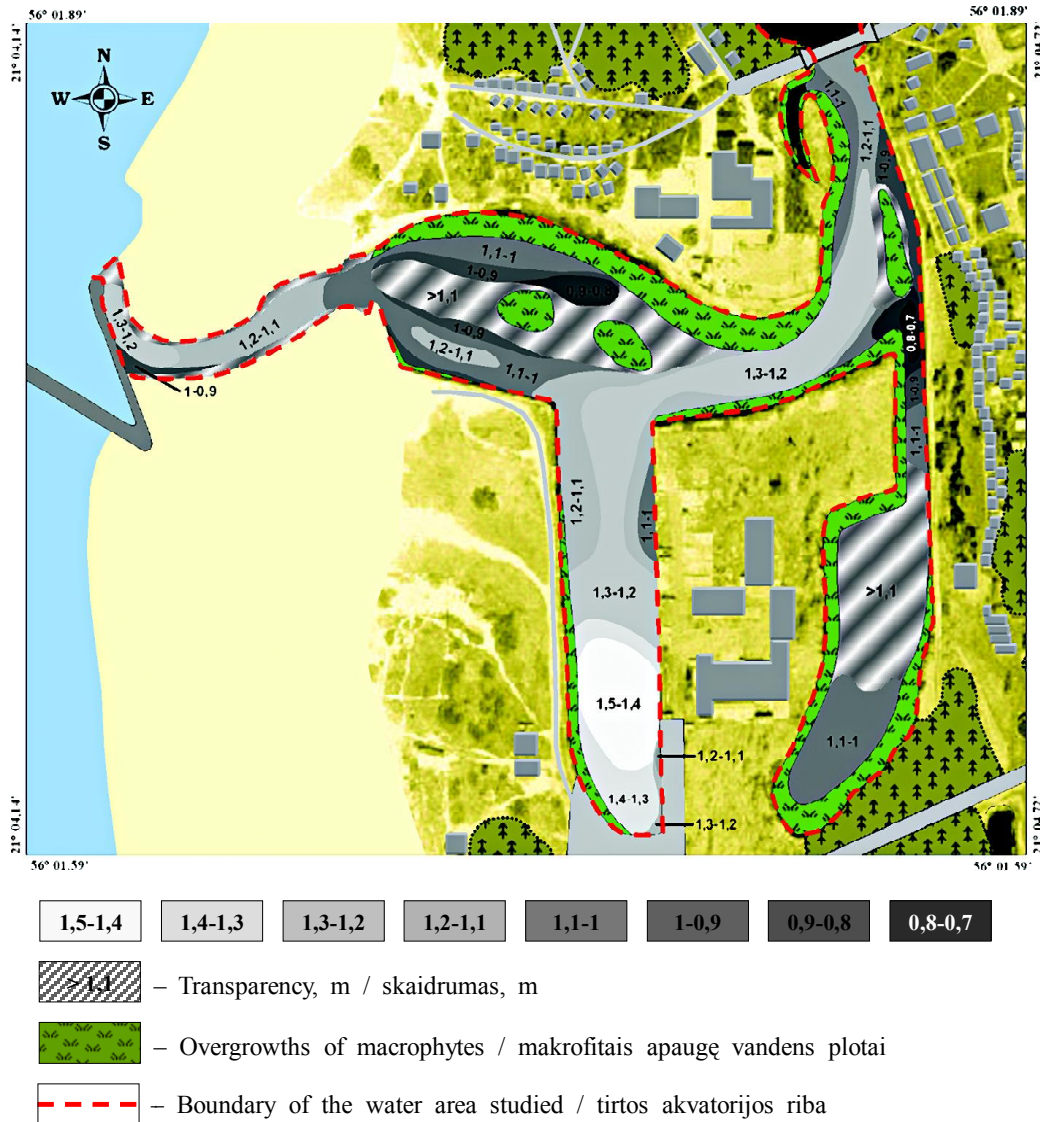 56° 01.89' 56° 01.89'
21° 04.14' 21° 04.72'
N
W E
S
1,1-1
1,2-1,1
1-0,9
1,1-1
1-0,9
0,9-0,8
>1,1
1,3-1,2
1,2-1,1
1-0,9
1,2-1,1
1,1-1
1-0,9
1,3-1,2
0,8-0,7
1-0,9
1,1-1
1,2-1,1
1,1-1
1,3-1,2
>1,1
1,5-1,4
1,1-1
1,2-1,1
1,4-1,3
1,3-1,2
21° 04.14' 21° 04.72'
56° 01.59' 56° 01.59'
1,5-1,4 1,4-1,3 1,3-1,2 1,2-1,1 1,1-1 1-0,9 0,9-0,8 0,8-0,7
>1,1 – Transparency, m / skaidrumas, m
– Overgrowths of macrophytes / makrofitais apaugę vandens plotai
– Boundary of the water area studied / tirtos akvatorijos riba